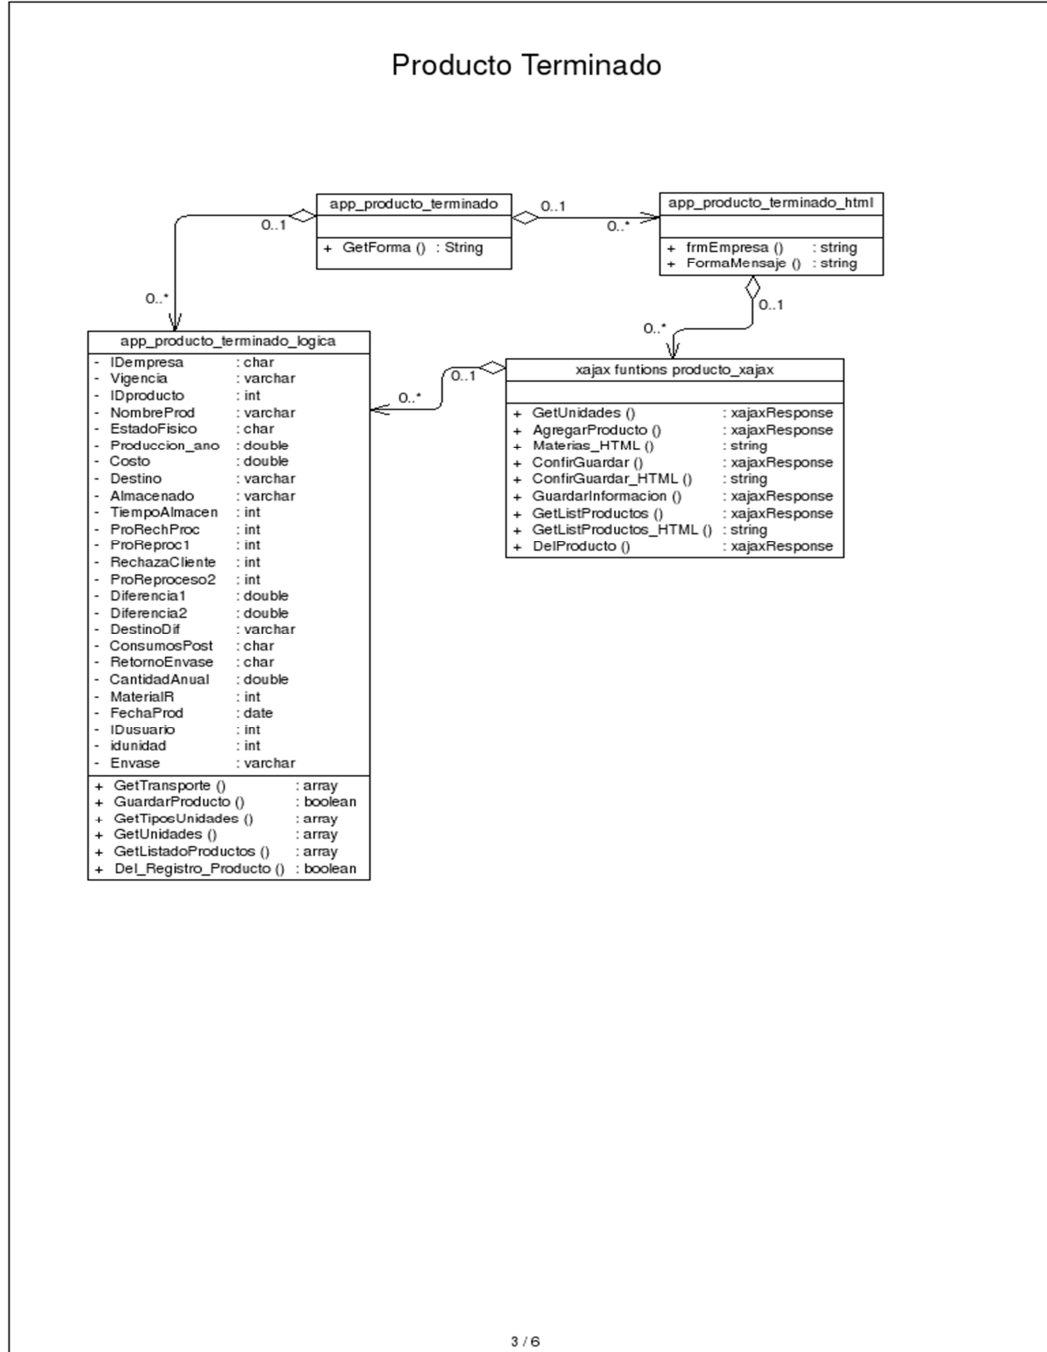 Producto Terminado
app_producto_terminado
+ GetForma () : String
0..1
0..*
0..1
0..*
app_producto_terminado_html
+ frmEmpresa () : string
+ FormaMensaje () : string
0..1
0..*
app_producto_terminado_logica
- IDempresa : char
- Vigencia : varchar
- IDproducto : int
- NombreProd : varchar
- EstadoFisico : char
- Produccion_ano : double
- Costo : double
- Destino : varchar
- Almacenado : varchar
- TiempoAlmacen : int
- ProRechProc : int
- ProReproc1 : int
- RechazaCliente : int
- ProReproceso2 : int
- Diferencia1 : double
- Diferencia2 : double
- DestinoDif : varchar
- ConsumosPost : char
- RetornoEnvase : char
- CantidadAnual : double
- MaterialR : int
- FechaProd : date
- IDusuario : int
- idunidad : int
- Envase : varchar
+ GetTransporte () : array
+ GuardarProducto () : boolean
+ GetTiposUnidades () : array
+ GetUnidades () : array
+ GetListadoProductos () : array
+ Del_Registro_Producto () : boolean
0..1
0..*
xajax funtions producto_xajax
+ GetUnidades () : xajaxResponse
+ AgregarProducto () : xajaxResponse
+ Materias_HTML () : string
+ ConfirGuardar () : xajaxResponse
+ ConfirGuardar_HTML () : string
+ GuardarInformacion () : xajaxResponse
+ GetListProductos () : xajaxResponse
+ GetListProductos_HTML () : string
+ DelProducto () : xajaxResponse
3 / 6